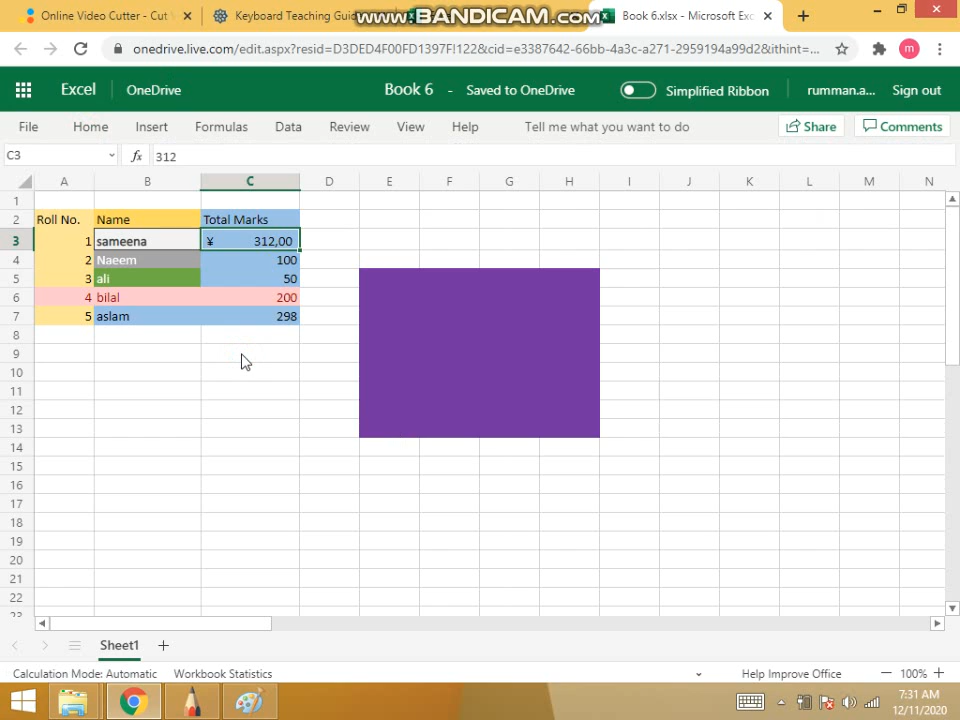 Online Video Cutter - Cut
Keyboard Teaching Gu
www.BANDICAM.com
Book 6.xlsx - Microsoft Exc
onedrive.live.com/edit.aspx?resid=D3DED4F00FD1397F!122&cid=e3387642-66bb-4a3c-a271-2959194a99d2&ithint=...
m
Excel
OneDrive
Book 6 - Saved to OneDrive
Simplified Ribbon
rumman.a...
Sign out
File Home Insert Formulas Data Review View Help Tell me what you want to do Share Comments
C3 fx 312
A B C D E F G H I J K L M N
1
2 Roll No. Name Total Marks
3 1 sameena ¥ 312,00
4 2 Naeem 100
5 3 ali 50
6 4 bilal 200
7 5 aslam 298
8
9
10
11
12
13
14
15
16
17
18
19
20
21
22
23
Sheet1
Calculation Mode: Automatic Workbook Statistics Help Improve Office 100%
7:31 AM
12/11/2020